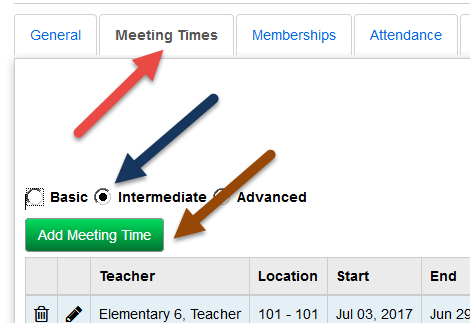 General Meeting Times Memberships Attendance
Basic Intermediate Advanced
Add Meeting Time
Teacher Location Start End
Elementary 6, Teacher 101 - 101 Jul 03, 2017 Jun 29